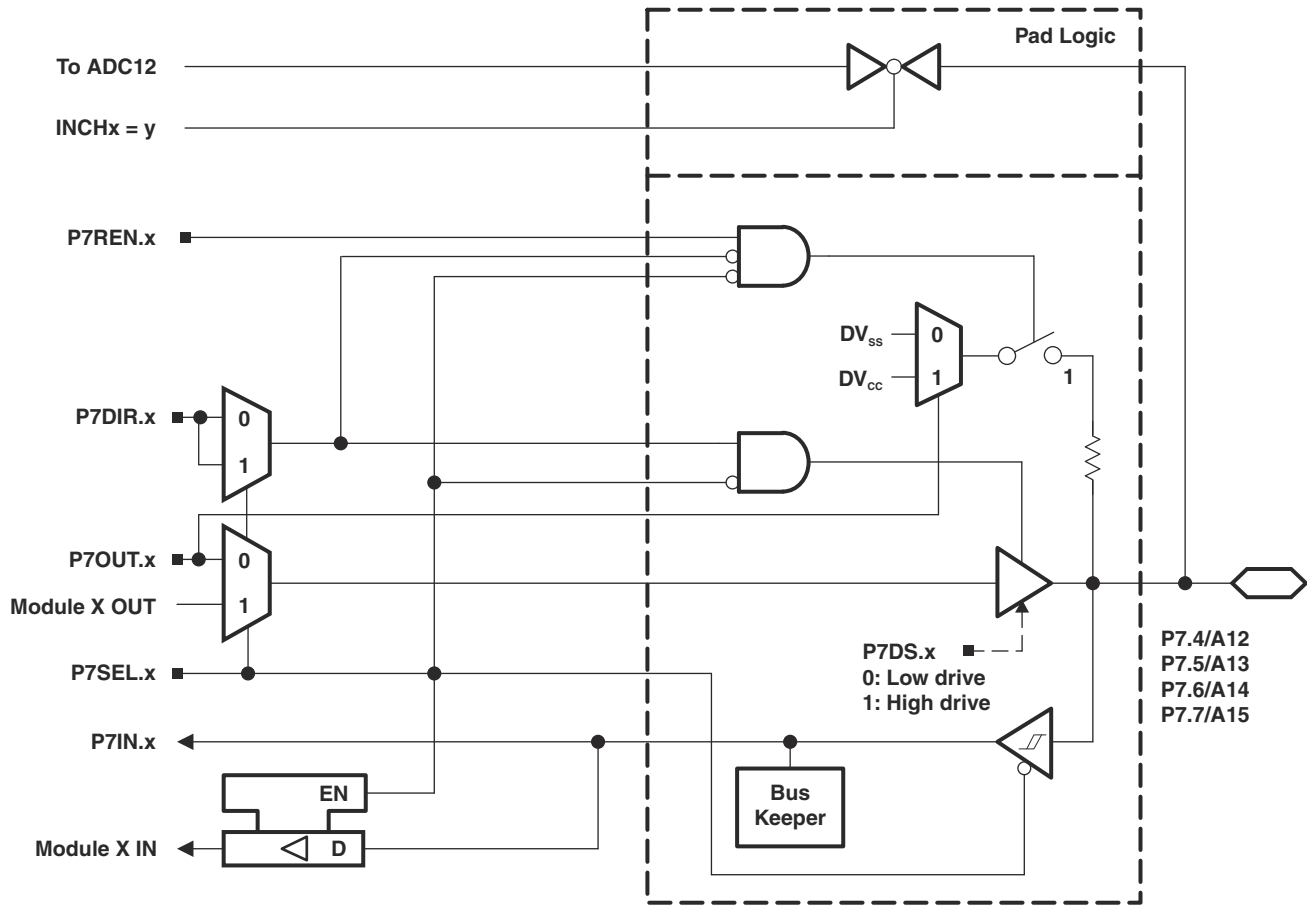 Pad Logic
To ADC12
INCHx = y
P7REN.x
DVSS
0
DVCC
1
1
P7DIR.x
0
1
P7OUT.x
0
Module X OUT
1
P7DS.x
0: Low drive
1: High drive
P7.4/A12
P7.5/A13
P7.6/A14
P7.7/A15
P7SEL.x
P7IN.x
EN
Bus
Keeper
Module X IN
D